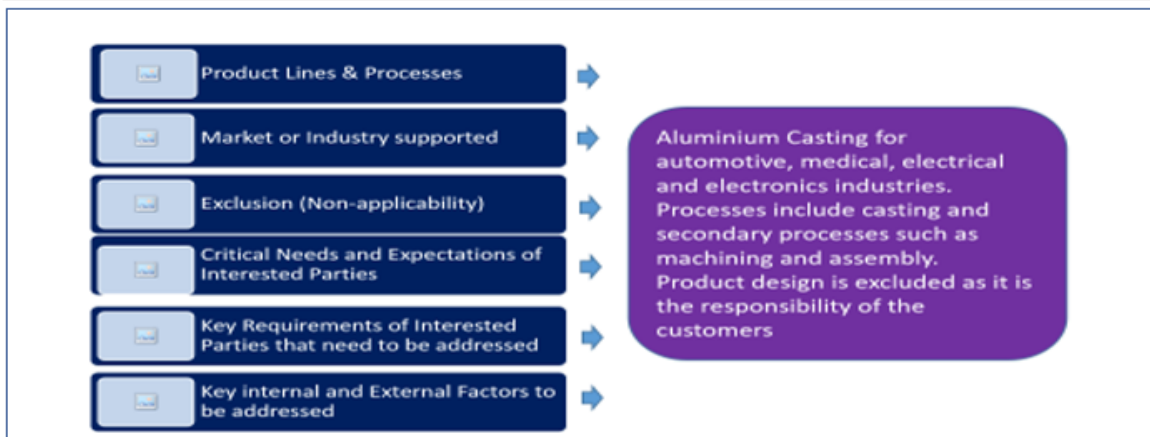 Product Lines & Processes
Market or Industry supported
Exclusion (Non-applicability)
Critical Needs and Expectations of
Interested Parties
Key Requirements of Interested
Parties that need to be addressed
Key internal and External Factors to
be addressed
Aluminium Casting for
automotive, medical, electrical
and electronics industries.
Processes include casting and
secondary processes such as
machining and assembly.
Product design is excluded as it is
the responsibility of the
customers